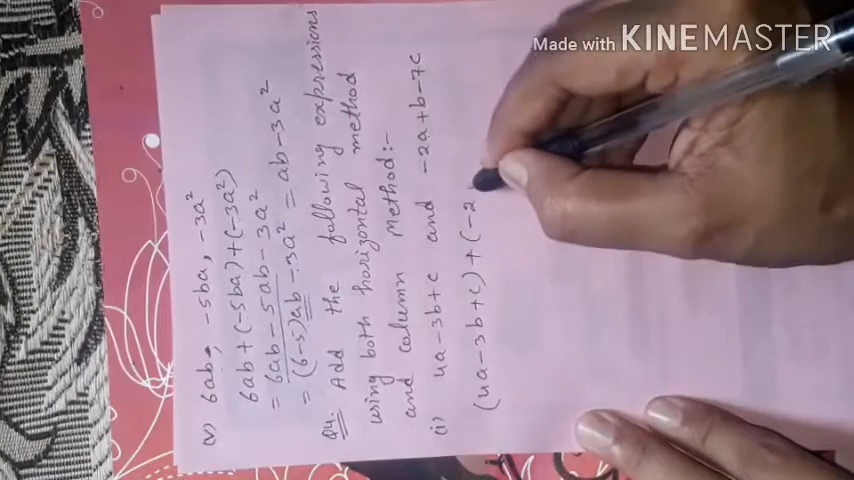 (v) 6ab, -5ba, -3a²
6ab + (-5ba) + (-3a²)
= 6ab - 5ab - 3a²
= (6-5)ab - 3a² = ab - 3a²
Q4. Add the following expressions
using both horizontal method
and calumn Method:-
(i) 4a - 3b + c and -2a + b - 7c
(4a - 3b + c) + (-2
Made with KINEMASTER